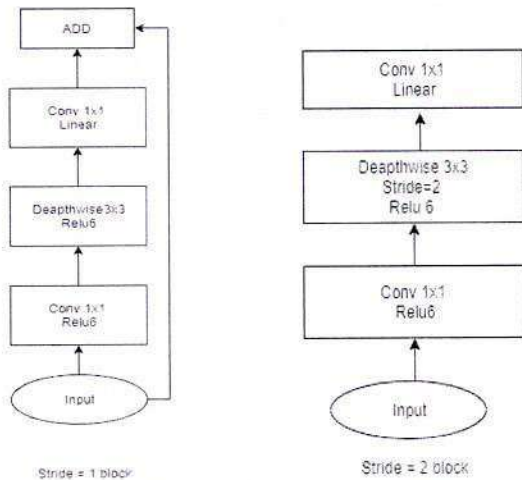 ADD
Conv 1x1
Linear
Deapthwise 3x3
Relu6
Conv 1x1
Relu6
Input
Stride = 1 block
Conv 1x1
Linear
Deapthwise 3x3
Stride=2
Relu 6
Conv 1x1
Relu6
Input
Stride = 2 block